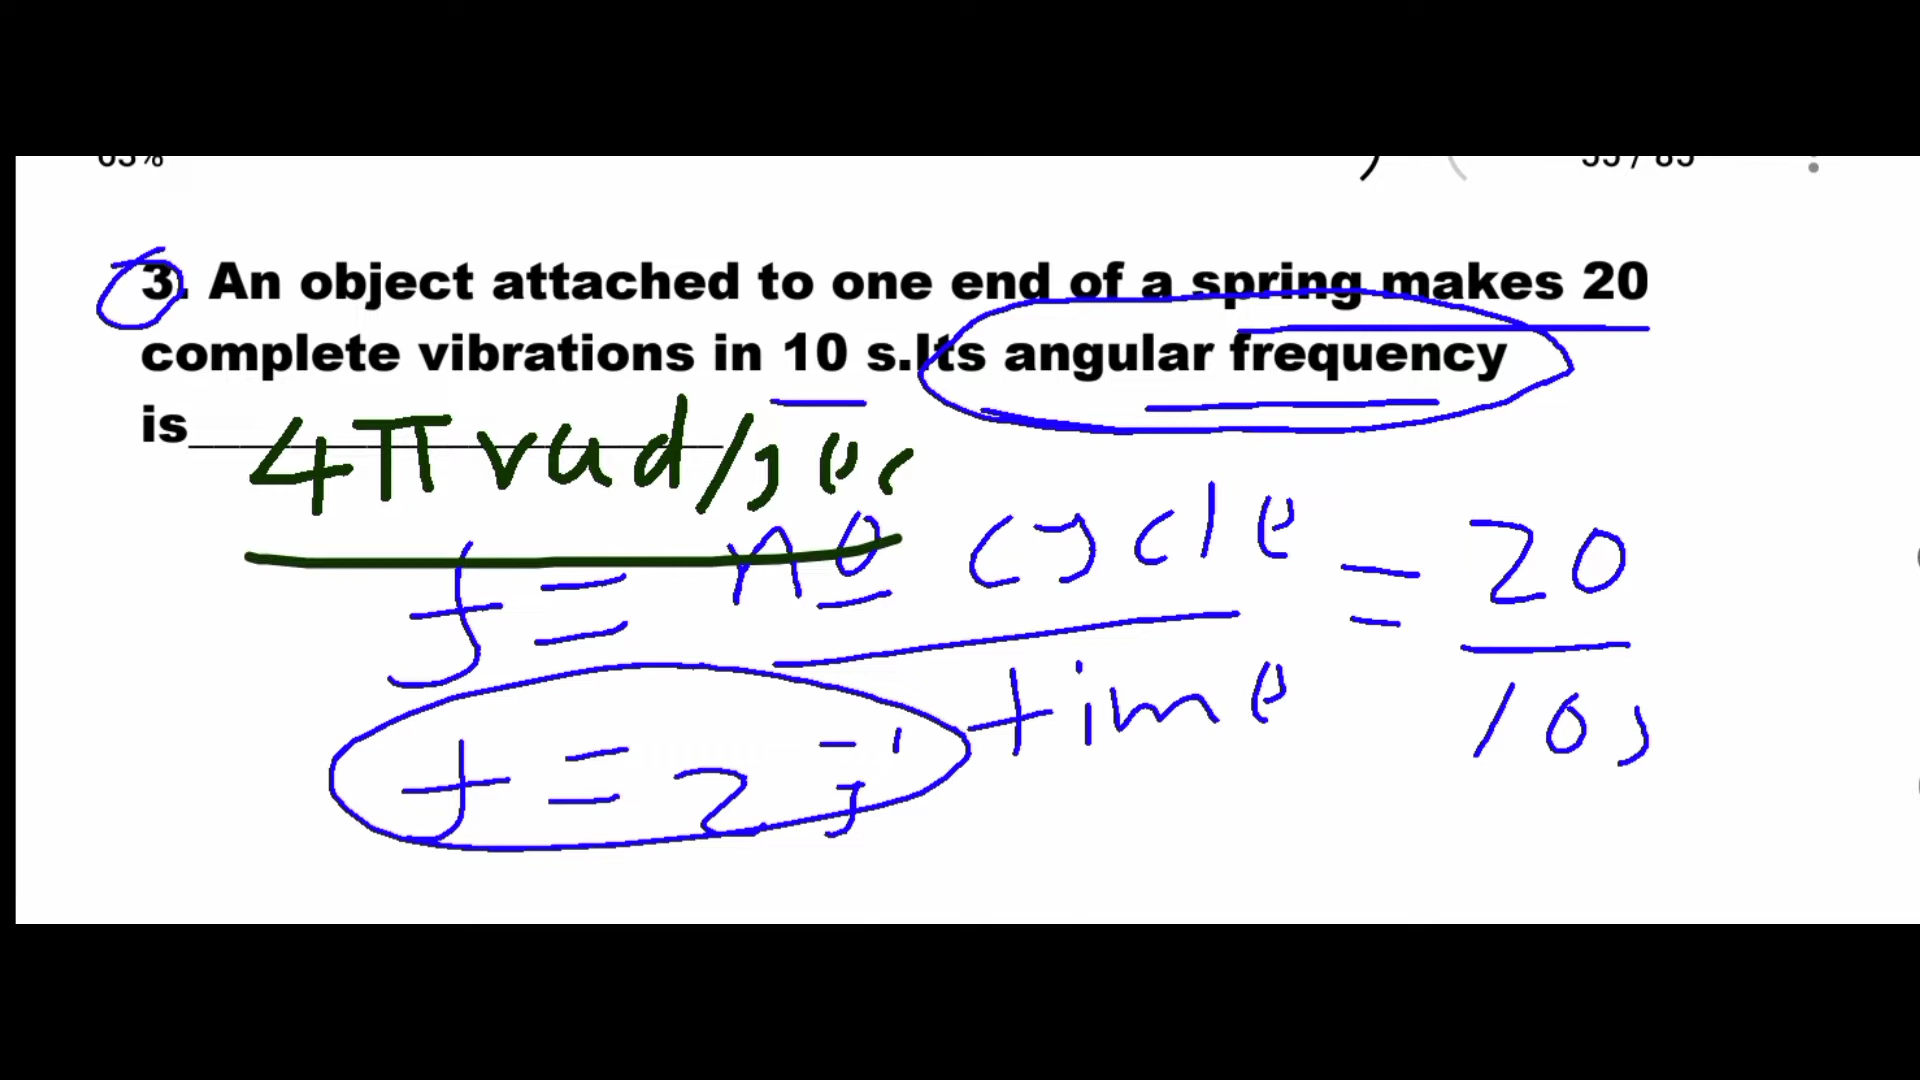 3. An object attached to one end of a spring makes 20
complete vibrations in 10 s.Its angular frequency
is____________________
4π rad/sec
f = no cycle = 20
time 10s
f = 2 s⁻¹